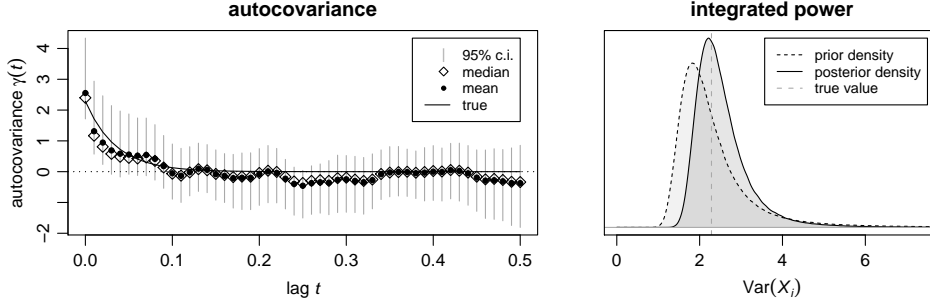 autocovariance
autocovariance γ(t)
4
3
2
1
0
−2
95% c.i.
median
mean
true
0.0 0.1 0.2 0.3 0.4 0.5
lag t
integrated power
prior density
posterior density
true value
0 2 4 6
Var(Xi)